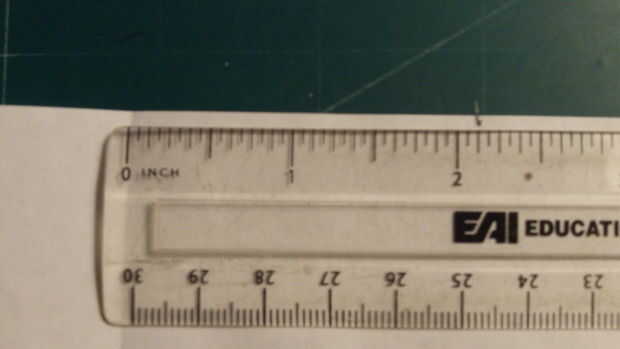 0 INCH 1 2
EAI EDUCATI
30 29 28 27 26 25 24 23